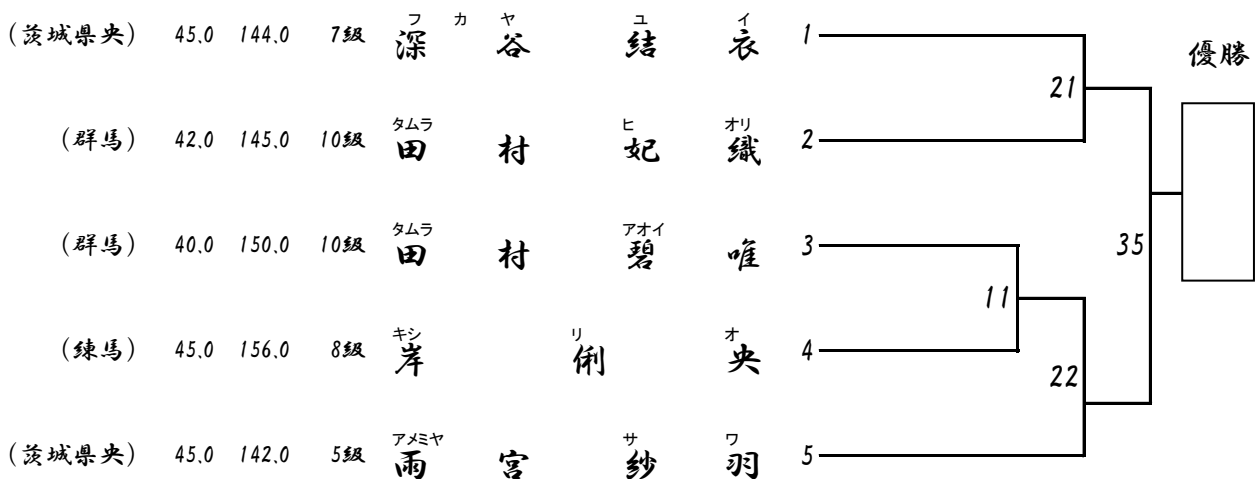 フカヤ ユ イ
(茨城県央) 45.0 144.0 7級 深谷 結衣 1
優勝
21
タムラ ヒ オリ
(群馬) 42.0 145.0 10級 田村 妃織 2
タムラ アオイ
(群馬) 40.0 150.0 10級 田村 碧唯 3
35
11
キシ リ オ
(練馬) 45.0 156.0 8級 岸 俐央 4
22
アメミヤ サ ワ
(茨城県央) 45.0 142.0 5級 雨宮 紗羽 5